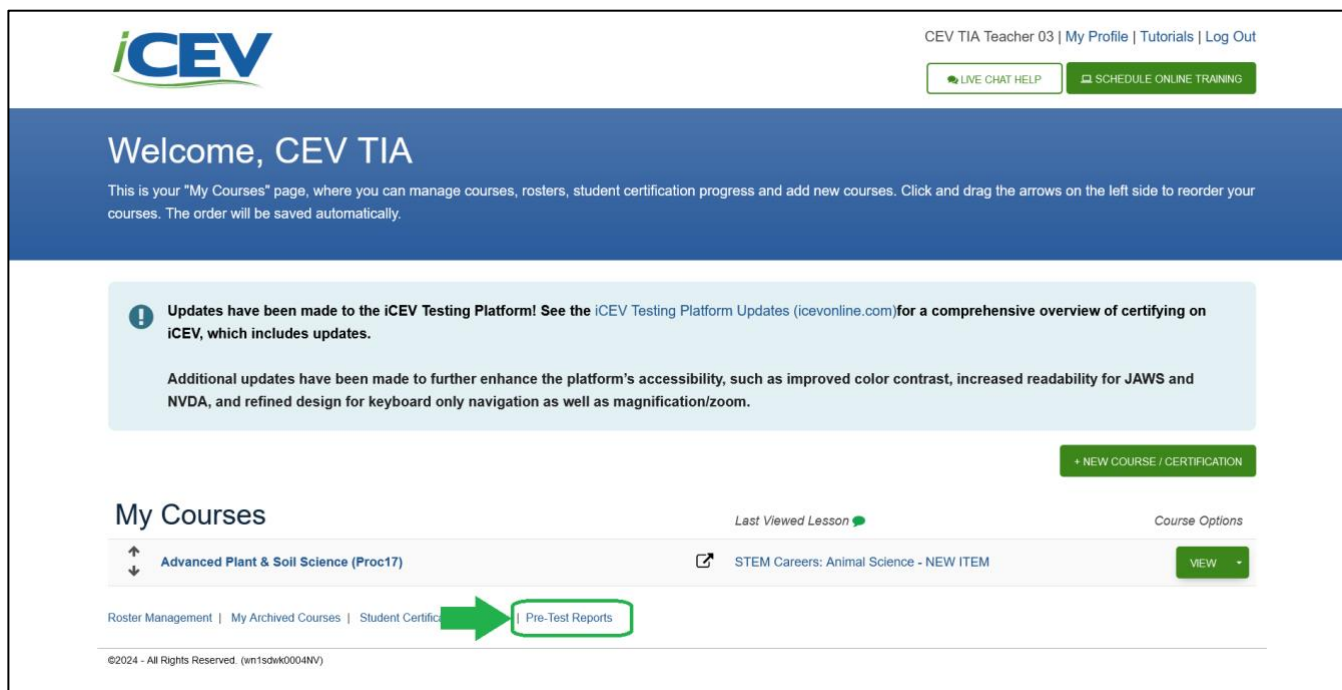 iCEV
CEV TIA Teacher 03 | My Profile | Tutorials | Log Out
LIVE CHAT HELP
SCHEDULE ONLINE TRAINING
Welcome, CEV TIA
This is your "My Courses" page, where you can manage courses, rosters, student certification progress and add new courses. Click and drag the arrows on the left side to reorder your
courses. The order will be saved automatically.
Updates have been made to the iCEV Testing Platform! See the iCEV Testing Platform Updates (icevonline.com)for a comprehensive overview of certifying on
iCEV, which includes updates.
Additional updates have been made to further enhance the platform's accessibility, such as improved color contrast, increased readability for JAWS and
NVDA, and refined design for keyboard only navigation as well as magnification/zoom.
+ NEW COURSE / CERTIFICATION
My Courses
Last Viewed Lesson
Course Options
Advanced Plant & Soil Science (Proc17)
STEM Careers: Animal Science - NEW ITEM
VIEW
Roster Management | My Archived Courses | Student | Pre-Test Reports
©2024 - All Rights Reserved. (wn1sdwk0004NV)